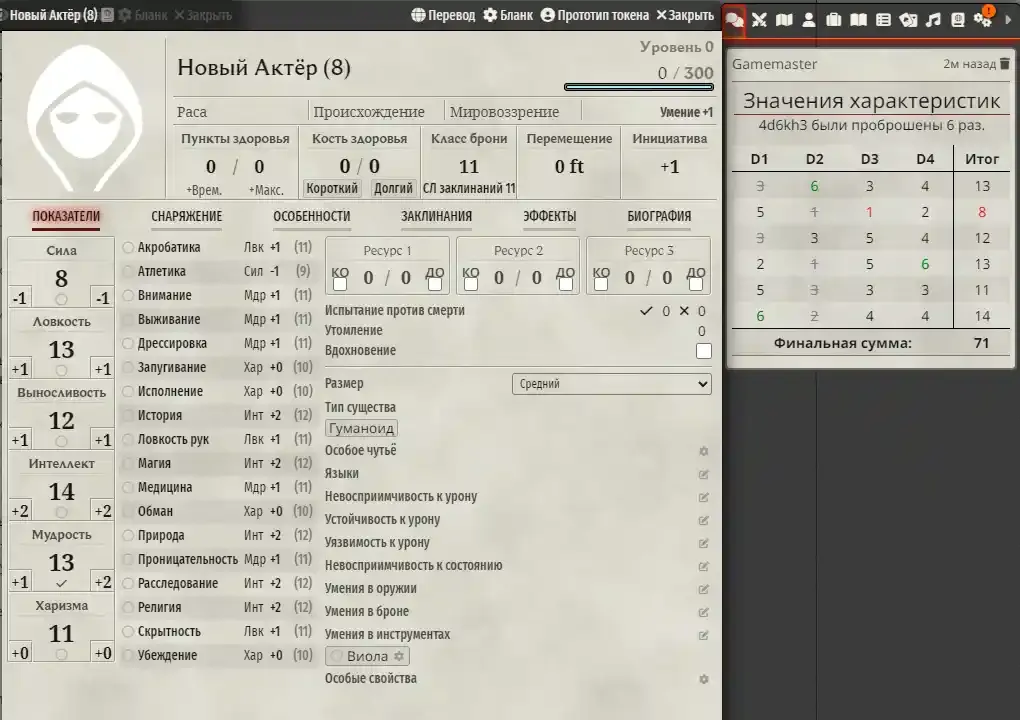 Новый Актёр (8) Бланк Закрыть Перевод Бланк Прототип токена Закрыть
Новый Актёр (8)
Уровень 0
0 / 300
Раса Происхождение Мировоззрение Умение +1
Пункты здоровья Кость здоровья Класс брони Перемещение Инициатива
0 / 0 0 / 0 11 0 ft +1
+Врем. +Макс. Короткий Долгий СЛ заклинаний 11
ПОКАЗАТЕЛИ СНАРЯЖЕНИЕ ОСОБЕННОСТИ ЗАКЛИНАНИЯ ЭФФЕКТЫ БИОГРАФИЯ
Сила
8
-1 -1
Ловкость
13
+1 +1
Выносливость
12
+1 +1
Интеллект
14
+2 +2
Мудрость
13
+1 +2
Харизма
11
+0 +0
Акробатика Лвк +1 (11)
Атлетика Сил -1 (9)
Внимание Мдр +1 (11)
Выживание Мдр +1 (11)
Дрессировка Мдр +1 (11)
Запугивание Хар +0 (10)
Исполнение Хар +0 (10)
История Инт +2 (12)
Ловкость рук Лвк +1 (11)
Магия Инт +2 (12)
Медицина Мдр +1 (11)
Обман Хар +0 (10)
Природа Инт +2 (12)
Проницательность Мдр +1 (11)
Расследование Инт +2 (12)
Религия Инт +2 (12)
Скрытность Лвк +1 (11)
Убеждение Хар +0 (10)
Ресурс 1 Ресурс 2 Ресурс 3
КО 0 / 0 ДО КО 0 / 0 ДО КО 0 / 0 ДО
Испытание против смерти 0 0
Утомление 0
Вдохновение
Размер Средний
Тип существа
Гуманоид
Особое чутьё
Языки
Невосприимчивость к урону
Устойчивость к урону
Уязвимость к урону
Невосприимчивость к состоянию
Умения в оружии
Умения в броне
Умения в инструментах
Виола
Особые свойства
Gamemaster 2м назад
Значения характеристик
4d6kh3 были проброшены 6 раз.
D1 D2 D3 D4 Итог
3 6 3 4 13
5 1 1 2 8
3 3 5 4 12
2 1 5 6 13
5 3 3 3 11
6 2 4 4 14
Финальная сумма: 71